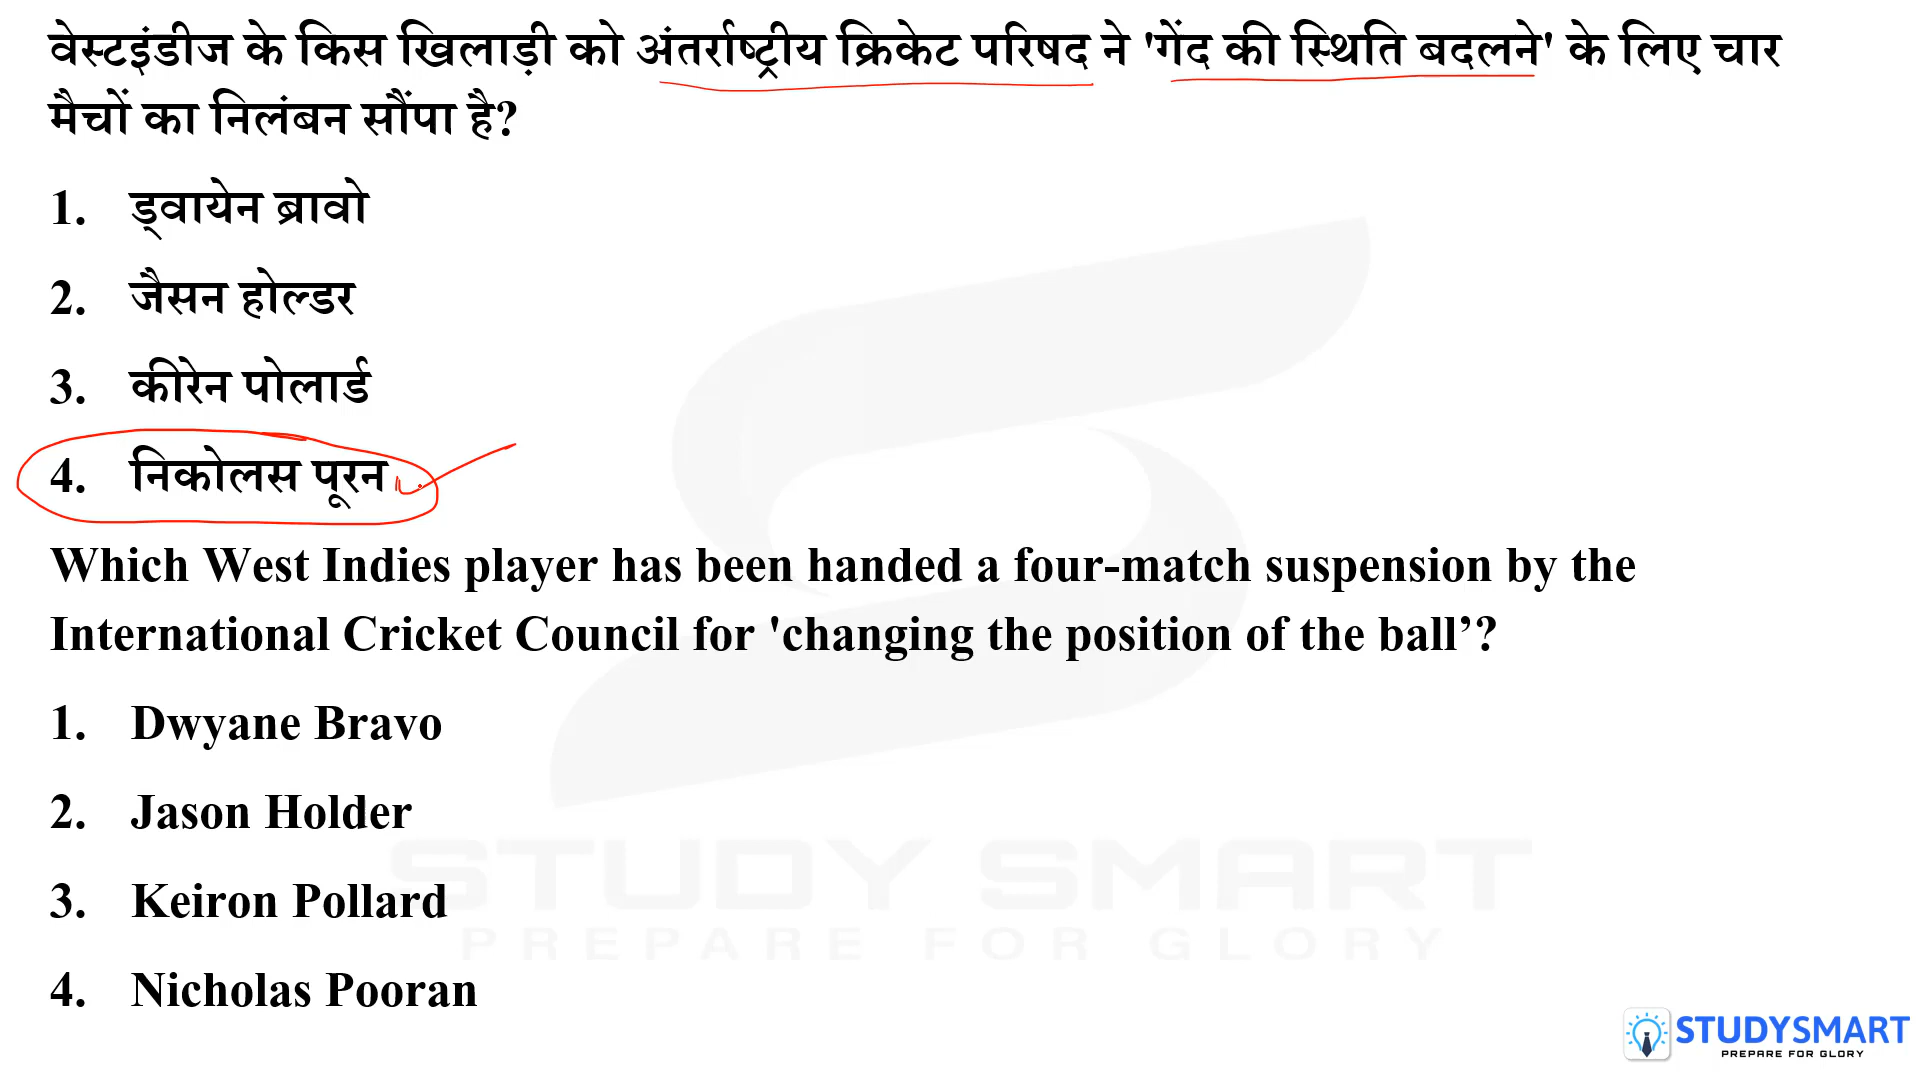 वेस्टइंडीज के किस खिलाड़ी को अंतर्राष्ट्रीय क्रिकेट परिषद ने 'गेंद की स्थिति बदलने' के लिए चार
मैचों का निलंबन सौंपा है?
1. ड्वायेन ब्रावो
2. जैसन होल्डर
3. कीरेन पोलार्ड
4. निकोलस पूरन
Which West Indies player has been handed a four-match suspension by the
International Cricket Council for 'changing the position of the ball’?
1. Dwyane Bravo
2. Jason Holder
3. Keiron Pollard
4. Nicholas Pooran
STUDY SMART
PREPARE FOR GLORY
STUDYSMART
PREPARE FOR GLORY